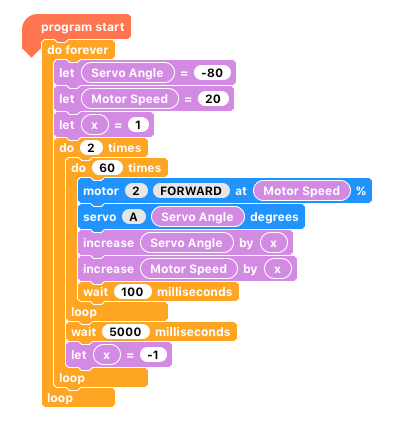 program start
do forever
let Servo Angle = -80
let Motor Speed = 20
let x = 1
do 2 times
do 60 times
motor 2 FORWARD at Motor Speed %
servo A Servo Angle degrees
increase Servo Angle by x
increase Motor Speed by x
wait 100 milliseconds
loop
wait 5000 milliseconds
let x = -1
loop
loop